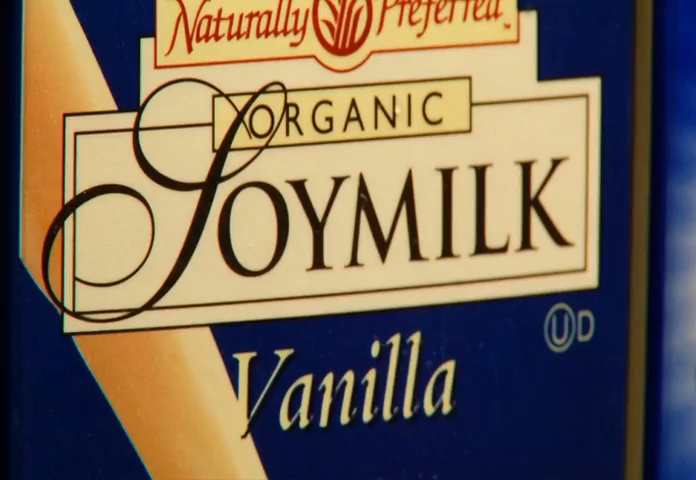 Naturally Preferred™
ORGANIC
SOYMILK
Ⓤ D
Vanilla